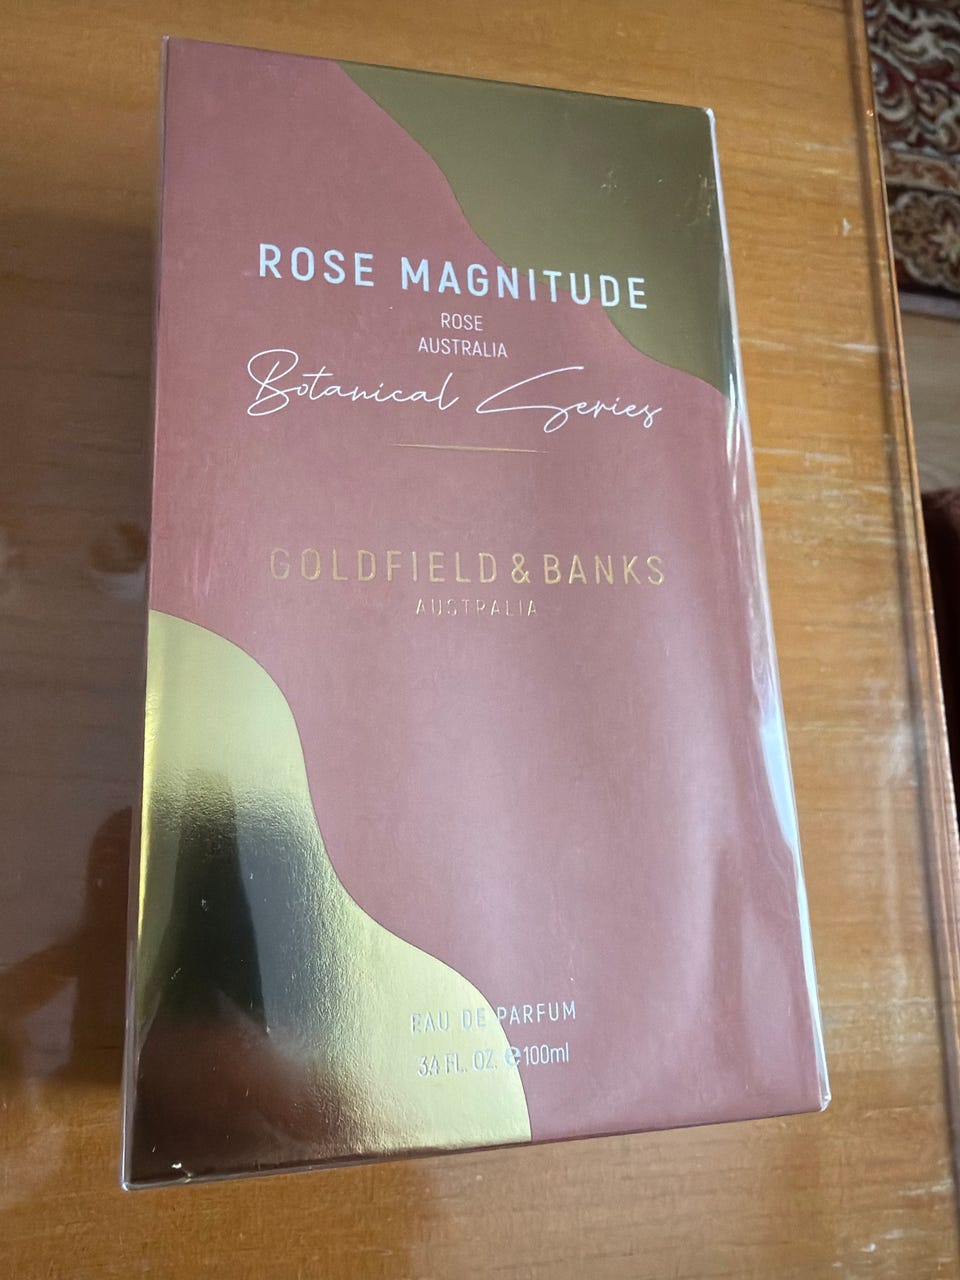 ROSE MAGNITUDE
ROSE
AUSTRALIA
Botanical Series
GOLDFIELD & BANKS
AUSTRALIA
EAU DE PARFUM
3.4 FL. OZ. ℮100ml